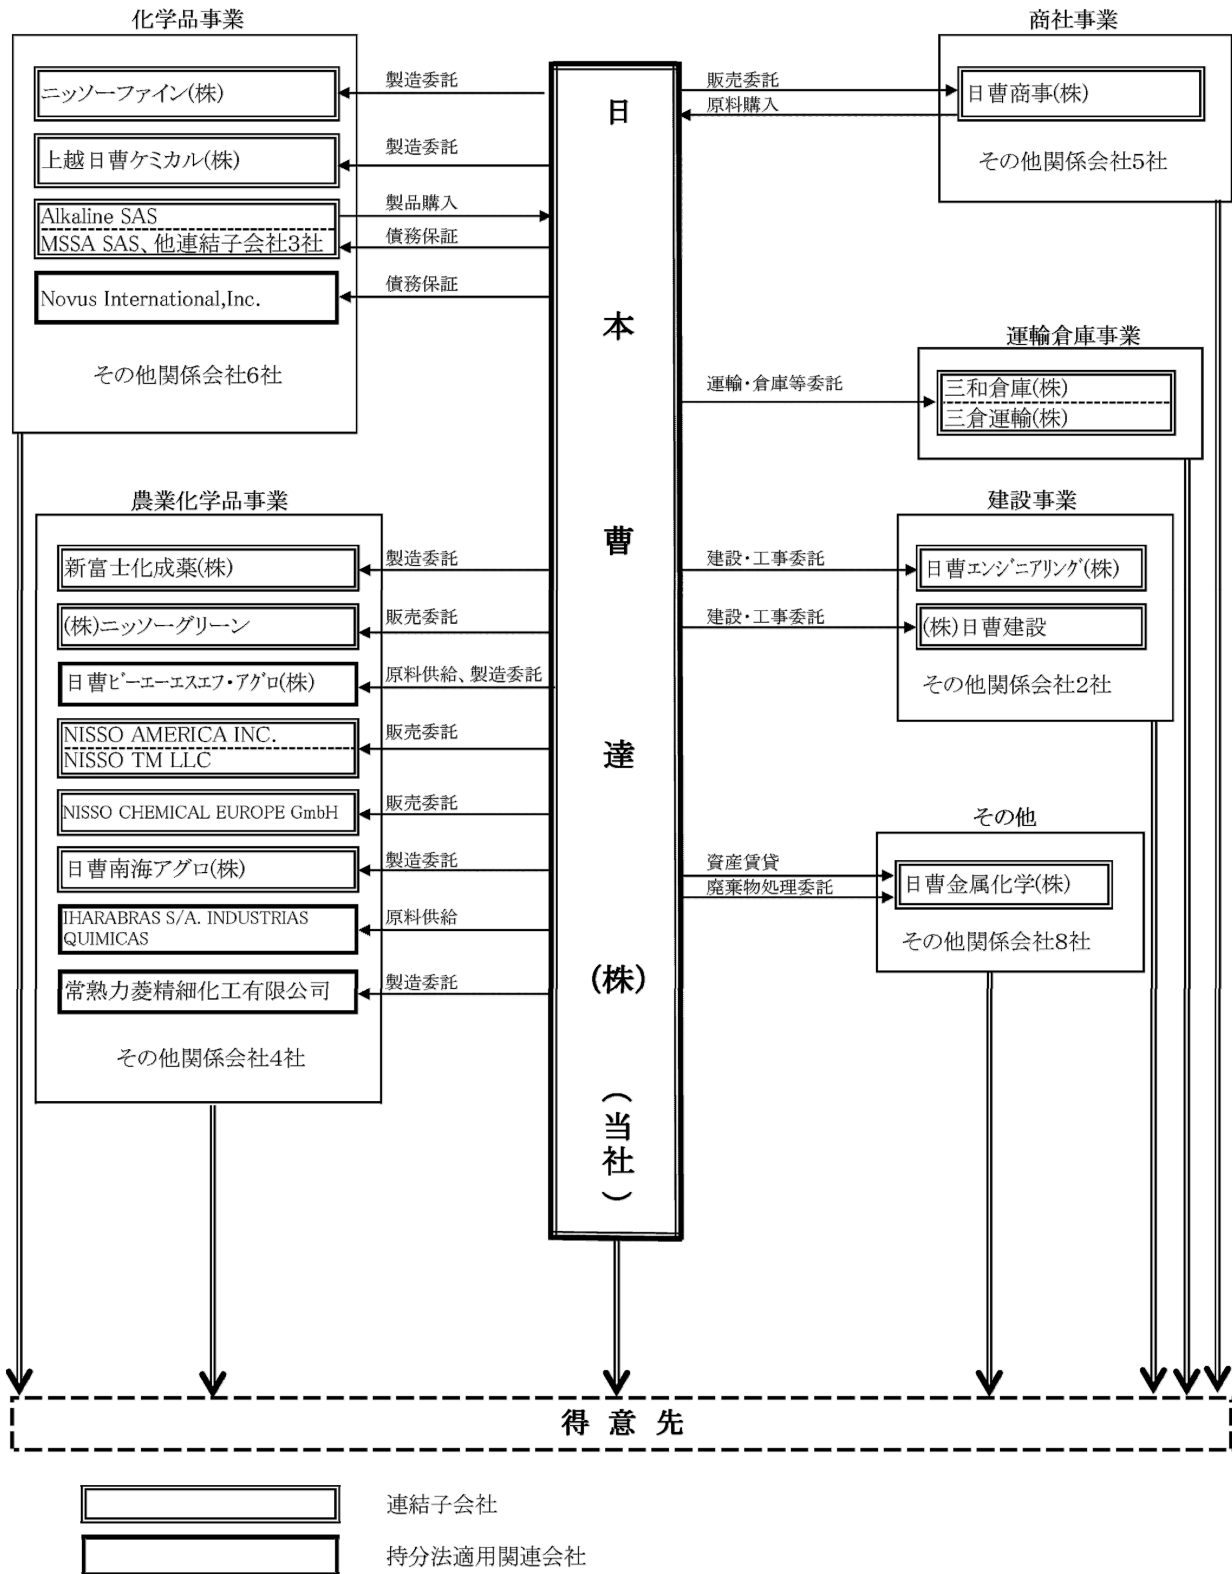 化学品事業
ニッソーファイン(株)
製造委託
上越日曹ケミカル(株)
製造委託
Alkaline SAS
MSSA SAS、他連結子会社3社
製品購入
債務保証
Novus International,Inc.
債務保証
その他関係会社6社
農業化学品事業
新富士化成薬(株)
製造委託
(株)ニッソーグリーン
販売委託
日曹ビーエーエスエフ・アグロ(株)
原料供給、製造委託
NISSO AMERICA INC.
NISSO TM LLC
販売委託
NISSO CHEMICAL EUROPE GmbH
販売委託
日曹南海アグロ(株)
製造委託
IHARABRAS S/A. INDUSTRIAS
QUIMICAS
原料供給
常熟力菱精細化工有限公司
製造委託
その他関係会社4社
日本曹達(株)(当社)
商社事業
販売委託
原料購入
日曹商事(株)
その他関係会社5社
運輸倉庫事業
運輸・倉庫等委託
三和倉庫(株)
三倉運輸(株)
建設事業
建設・工事委託
日曹エンジニアリング(株)
建設・工事委託
(株)日曹建設
その他関係会社2社
その他
資産賃貸
廃棄物処理委託
日曹金属化学(株)
その他関係会社8社
得意先
連結子会社
持分法適用関連会社